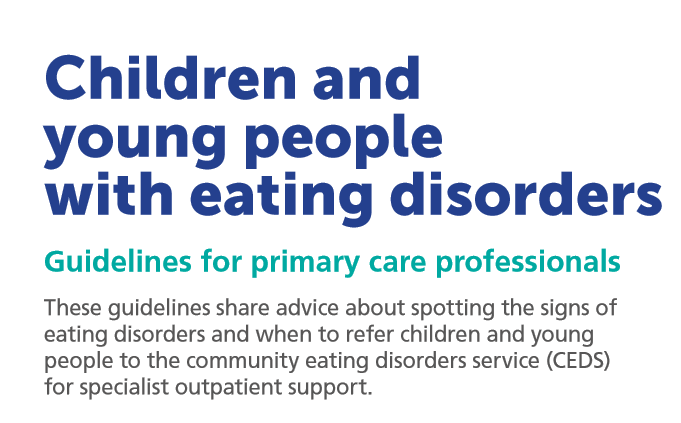 Children and
young people
with eating disorders
Guidelines for primary care professionals
These guidelines share advice about spotting the signs of
eating disorders and when to refer children and young
people to the community eating disorders service (CEDS)
for specialist outpatient support.